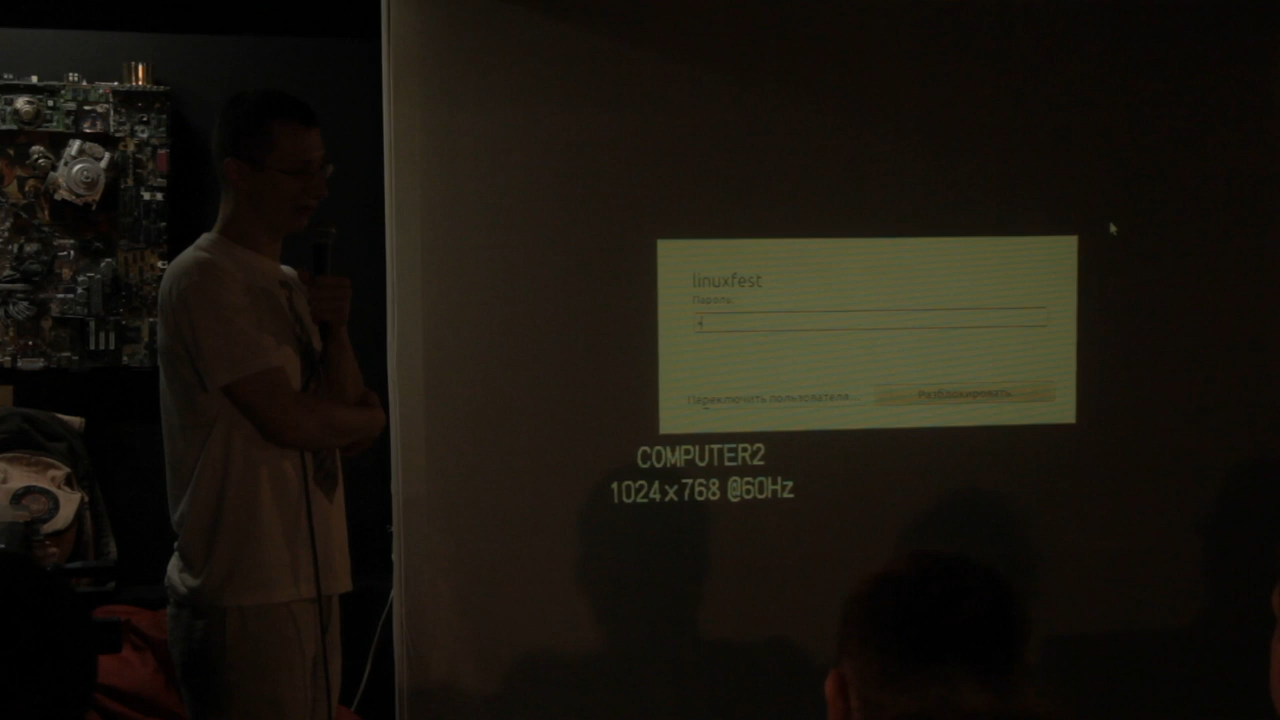 linuxfest
Пароль:
Переключить пользователя...
Разблокировать
COMPUTER2
1024x768 @60Hz